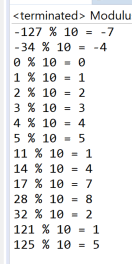 <terminated> Modulu
-127 % 10 = -7
-34 % 10 = -4
0 % 10 = 0
1 % 10 = 1
2 % 10 = 2
3 % 10 = 3
4 % 10 = 4
5 % 10 = 5
11 % 10 = 1
14 % 10 = 4
17 % 10 = 7
28 % 10 = 8
32 % 10 = 2
121 % 10 = 1
125 % 10 = 5